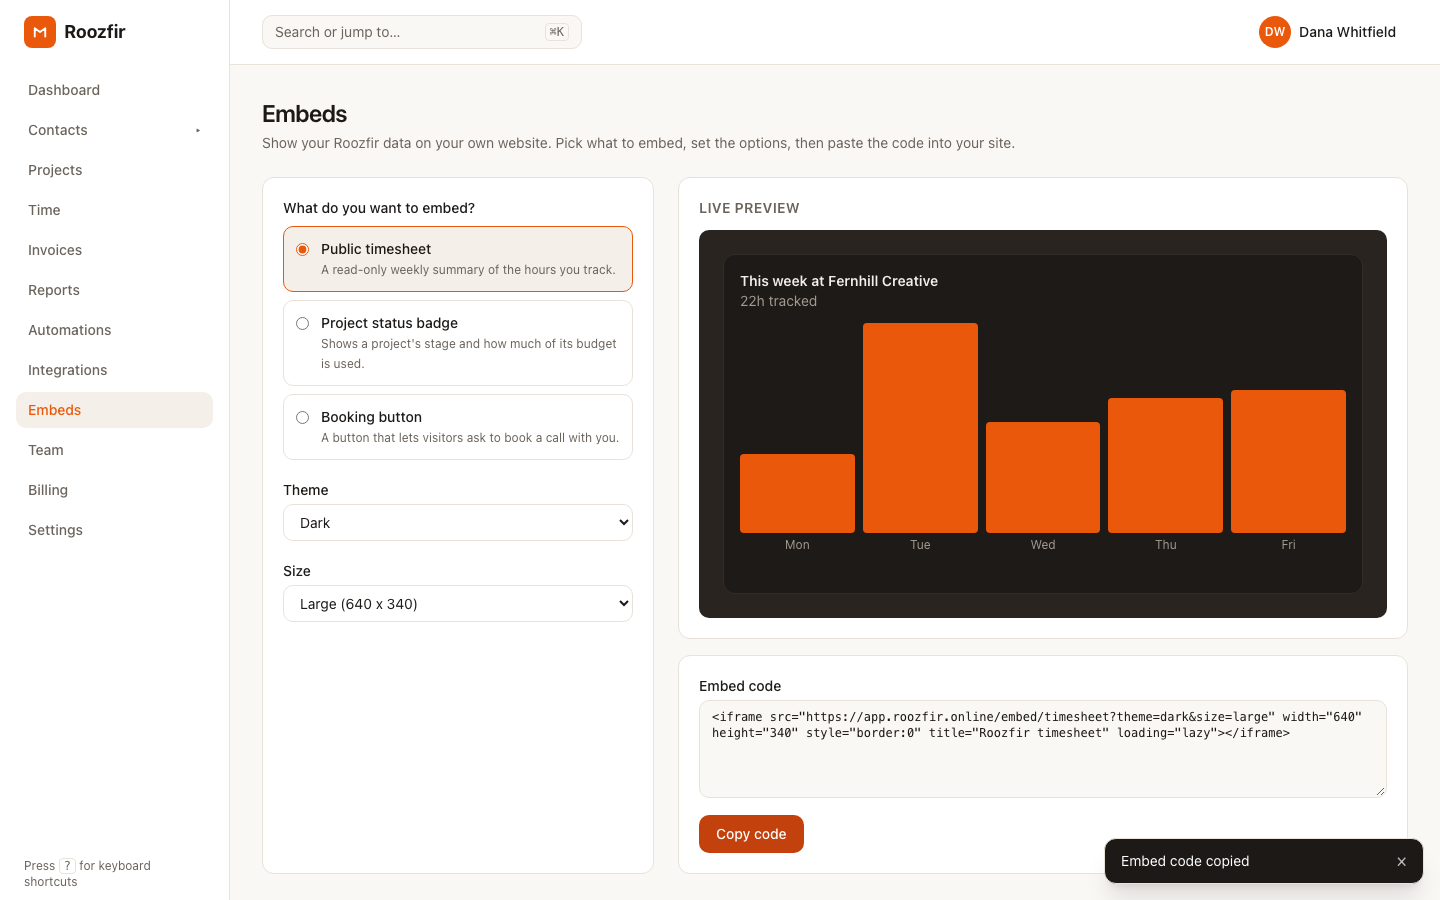 Roozfir
Search or jump to...
⌘K
DW
Dana Whitfield
Dashboard
Contacts
Projects
Time
Invoices
Reports
Automations
Integrations
Embeds
Team
Billing
Settings
Press ? for keyboard
shortcuts
Embeds
Show your Roozfir data on your own website. Pick what to embed, set the options, then paste the code into your site.
What do you want to embed?
Public timesheet
A read-only weekly summary of the hours you track.
Project status badge
Shows a project's stage and how much of its budget
is used.
Booking button
A button that lets visitors ask to book a call with you.
Theme
Dark
Size
Large (640 x 340)
LIVE PREVIEW
This week at Fernhill Creative
22h tracked
Mon
Tue
Wed
Thu
Fri
Embed code
<iframe src="https://app.roozfir.online/embed/timesheet?theme=dark&size=large" width="640"
height="340" style="border:0" title="Roozfir timesheet" loading="lazy"></iframe>
Copy code
Embed code copied